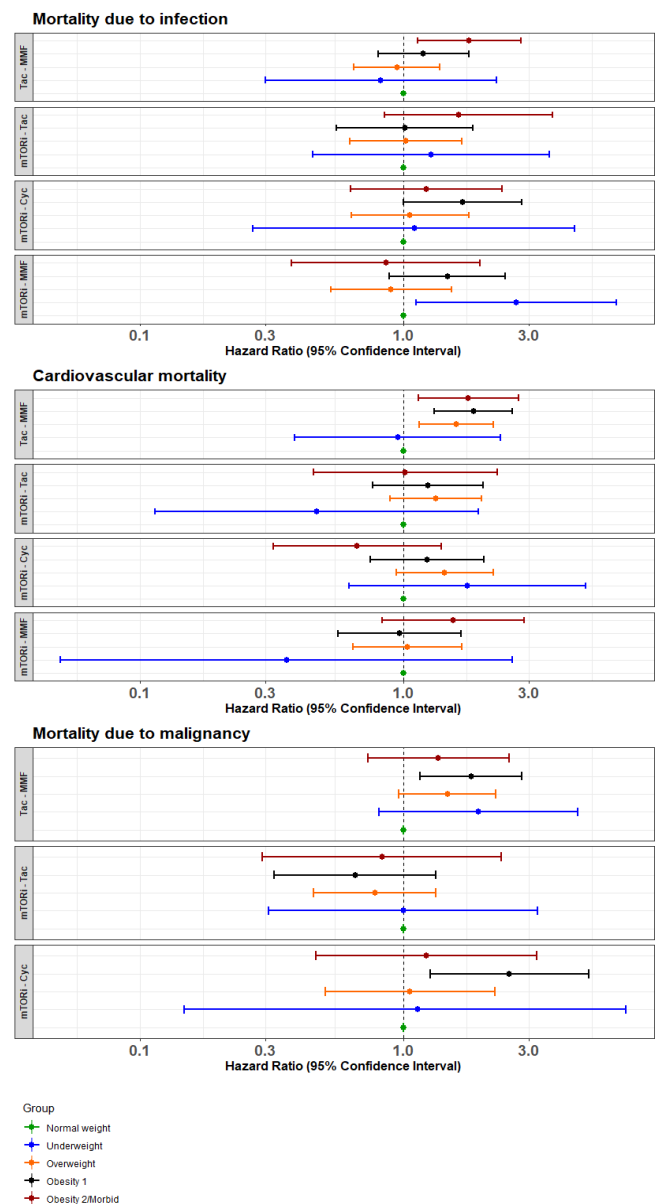 Mortality due to infection
Tac - MMF
mTORi - Tac
mTORi - Cyc
mTORi - MMF
0.1 0.3 1.0 3.0
Hazard Ratio (95% Confidence Interval)
Cardiovascular mortality
Tac - MMF
mTORi - Tac
mTORi - Cyc
mTORi - MMF
0.1 0.3 1.0 3.0
Hazard Ratio (95% Confidence Interval)
Mortality due to malignancy
Tac - MMF
mTORi - Tac
mTORi - Cyc
0.1 0.3 1.0 3.0
Hazard Ratio (95% Confidence Interval)
Group
Normal weight
Underweight
Overweight
Obesity 1
Obesity 2/Morbid